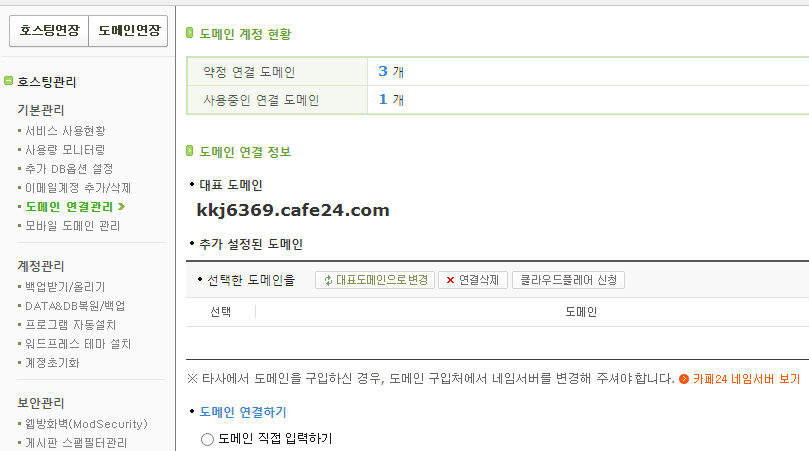 호스팅연장 도메인연장
호스팅관리
기본관리
서비스 사용현황
사용량 모니터링
추가 DB옵션 설정
이메일계정 추가/삭제
도메인 연결관리
모바일 도메인 관리
계정관리
백업받기/올리기
DATA&DB복원/백업
프로그램 자동설치
워드프레스 테마 설치
계정초기화
보안관리
웹방화벽(ModSecurity)
게시판 스팸필터관리
도메인 계정 현황
약정 연결 도메인 3 개
사용중인 연결 도메인 1 개
도메인 연결 정보
대표 도메인
kkj6369.cafe24.com
추가 설정된 도메인
선택한 도메인을 대표도메인으로변경 연결삭제 클라우드플레어 신청
선택 도메인
※ 타사에서 도메인을 구입하신 경우, 도메인 구입처에서 네임서버를 변경해 주셔야 합니다. 카페24 네임서버 보기
도메인 연결하기
도메인 직접 입력하기